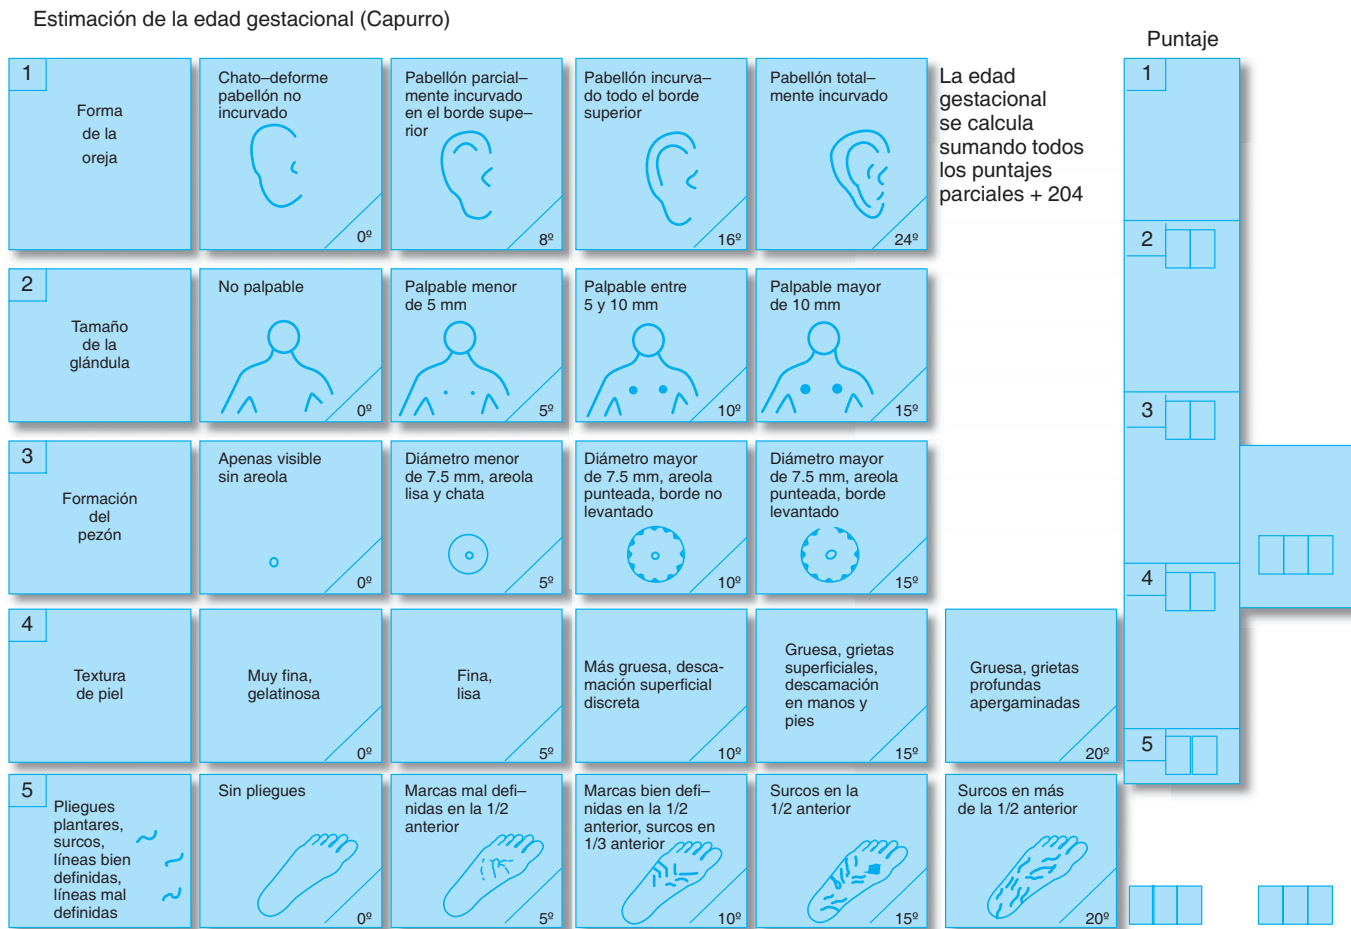 Estimación de la edad gestacional (Capurro)
Puntaje
1
Forma
de la
oreja
Chato–deforme
pabellón no
incurvado
0º
Pabellón parcial–
mente incurvado
en el borde supe–
rior
8º
Pabellón incurva–
do todo el borde
superior
16º
Pabellón total–
mente incurvado
24º
La edad
gestacional
se calcula
sumando todos
los puntajes
parciales + 204
1
2
Tamaño
de la
glándula
No palpable
0º
Palpable menor
de 5 mm
5º
Palpable entre
5 y 10 mm
10º
Palpable mayor
de 10 mm
15º
2
3
Formación
del
pezón
Apenas visible
sin areola
0º
Diámetro menor
de 7.5 mm, areola
lisa y chata
5º
Diámetro mayor
de 7.5 mm, areola
punteada, borde no
levantado
10º
Diámetro mayor
de 7.5 mm, areola
punteada, borde
levantado
15º
3
4
Textura
de piel
Muy fina,
gelatinosa
0º
Fina,
lisa
5º
Más gruesa, desca-
mación superficial
discreta
10º
Gruesa, grietas
superficiales,
descamación
en manos y
pies
15º
Gruesa, grietas
profundas
apergaminadas
20º
4
5
Pliegues
plantares,
surcos,
líneas bien
definidas,
líneas mal
definidas
Sin pliegues
0º
Marcas mal defi–
nidas en la 1/2
anterior
5º
Marcas bien defi–
nidas en la 1/2
anterior, surcos en
1/3 anterior
10º
Surcos en la
1/2 anterior
15º
Surcos en más
de la 1/2 anterior
20º
5